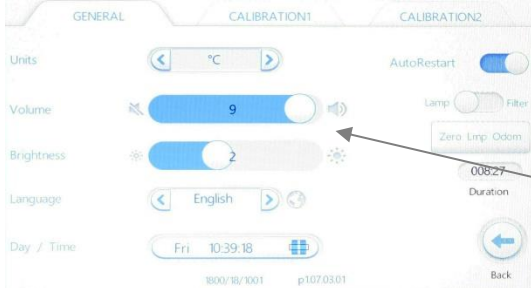 GENERAL CALIBRATION1 CALIBRATION2
Units °C AutoRestart
Volume 9 Lamp Filter
Zero Lmp Odom
Brightness 2
008:27
Duration
Language English
Day / Time Fri 10:39:18
Back
1800/18/1001 p107.03.01